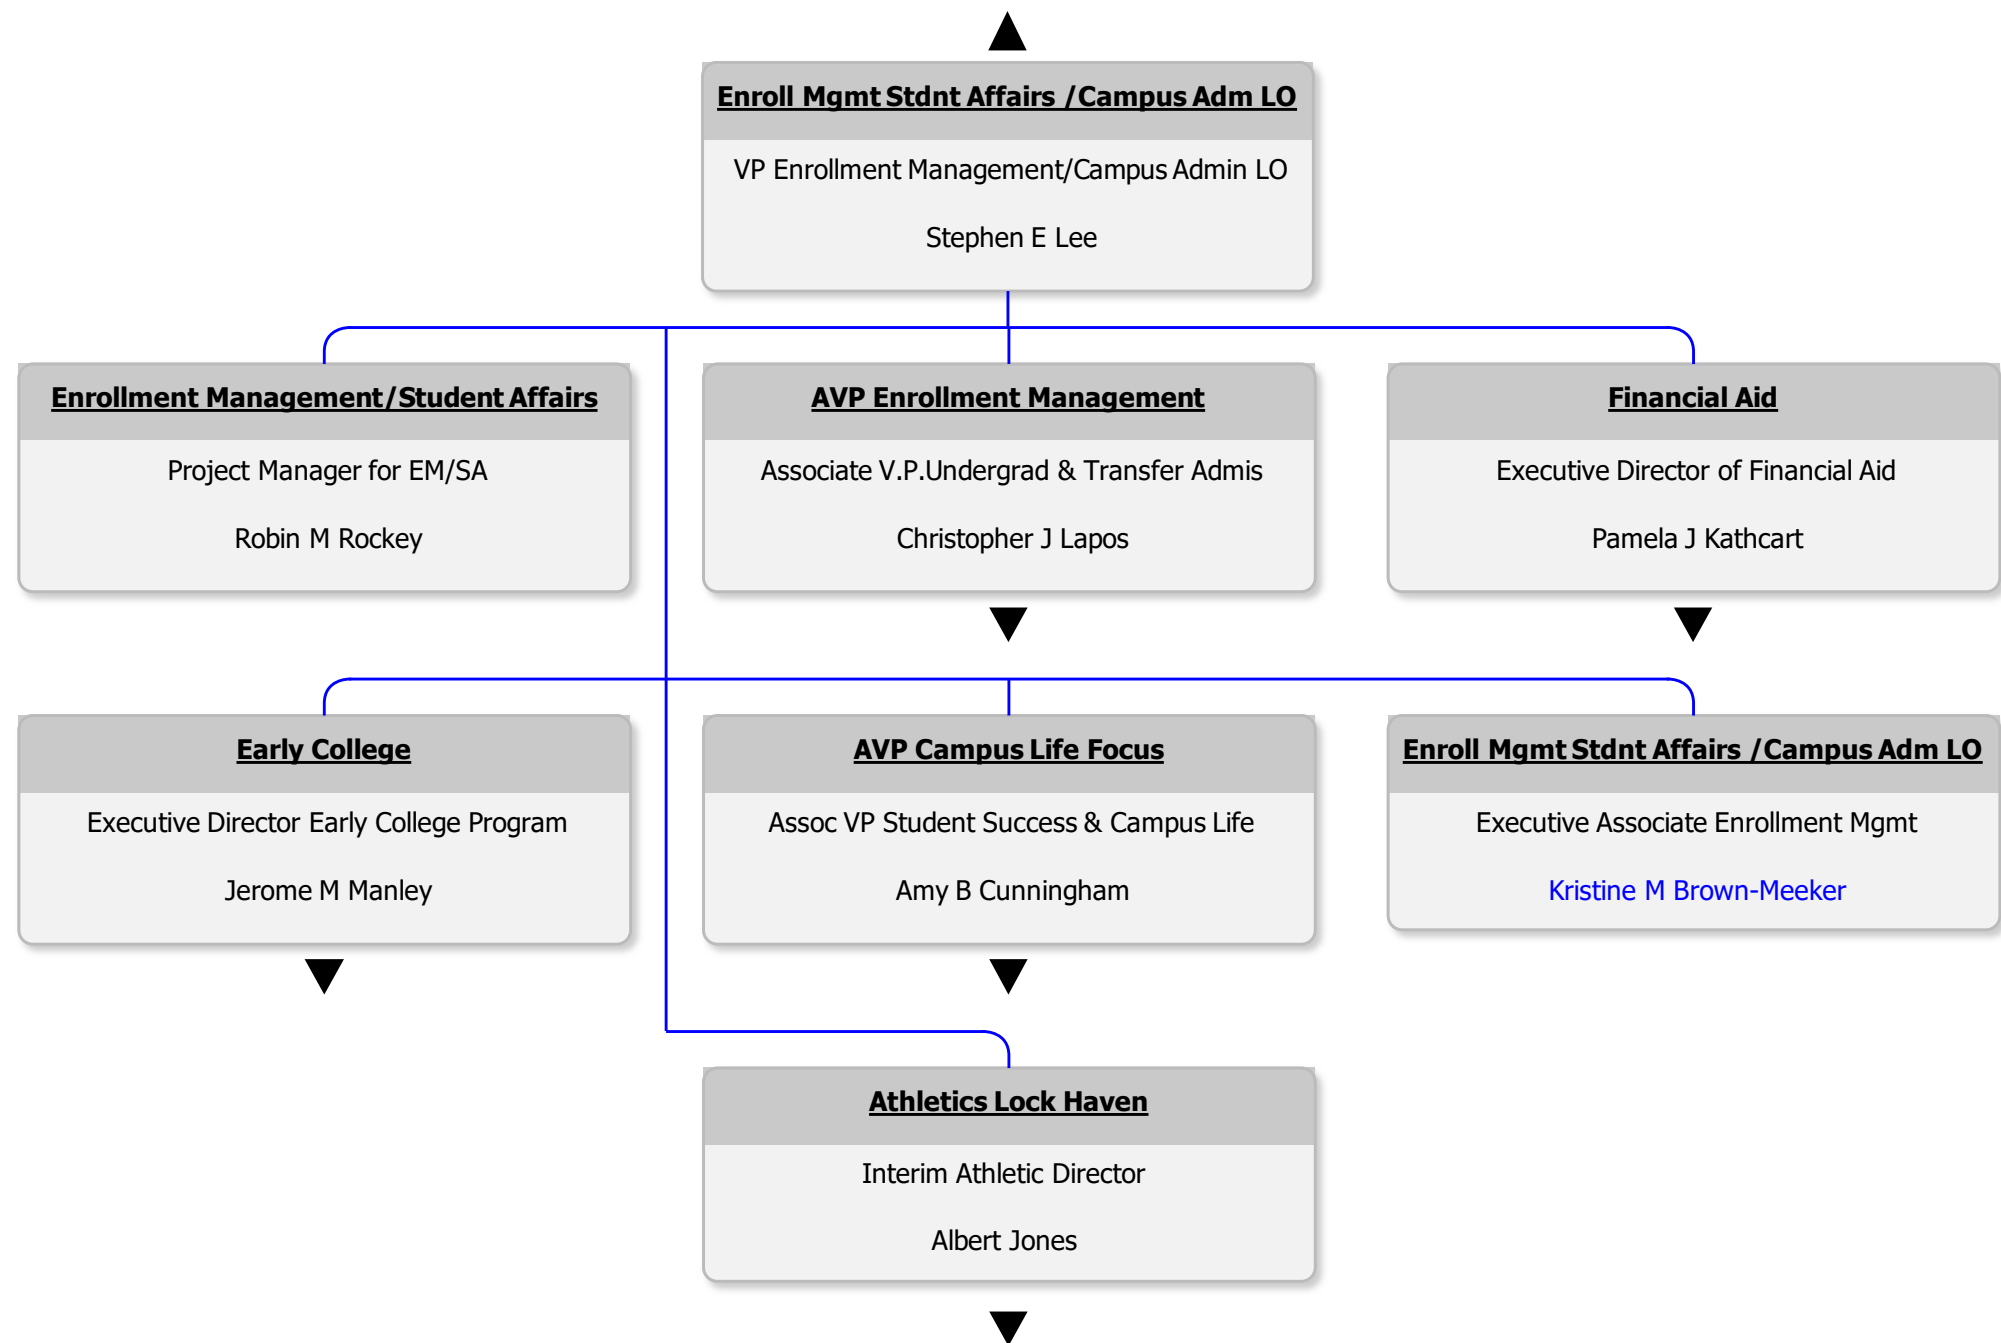 Enroll Mgmt Stdnt Affairs /Campus Adm LO
VP Enrollment Management/Campus Admin LO
Stephen E Lee
Enrollment Management/Student Affairs
Project Manager for EM/SA
Robin M Rockey
AVP Enrollment Management
Associate V.P.Undergrad & Transfer Admis
Christopher J Lapos
Financial Aid
Executive Director of Financial Aid
Pamela J Kathcart
Early College
Executive Director Early College Program
Jerome M Manley
AVP Campus Life Focus
Assoc VP Student Success & Campus Life
Amy B Cunningham
Enroll Mgmt Stdnt Affairs /Campus Adm LO
Executive Associate Enrollment Mgmt
Kristine M Brown-Meeker
Athletics Lock Haven
Interim Athletic Director
Albert Jones